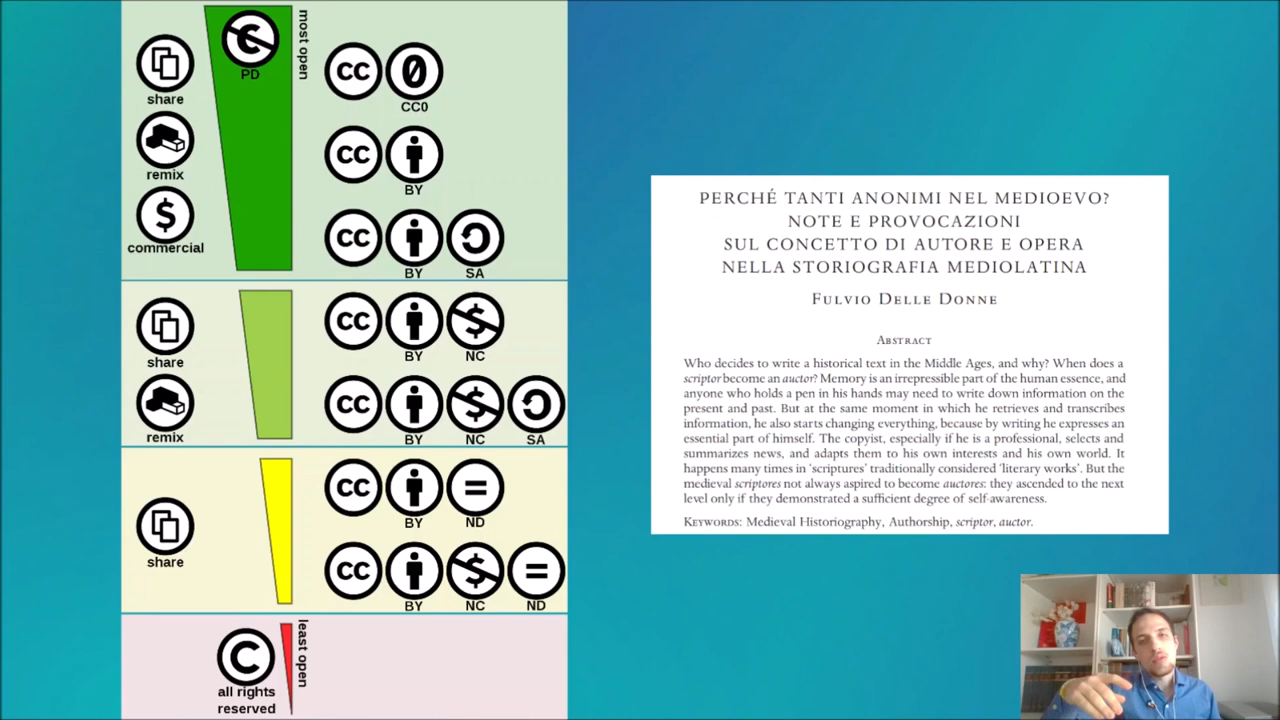 most open
PD
share
remix
commercial
CC 0
CC0
CC
BY
CC
BY SA
share
remix
CC $
BY NC
CC $
BY NC SA
share
CC =
BY ND
CC $ =
BY NC ND
least open
C
all rights
reserved
PERCHÉ TANTI ANONIMI NEL MEDIOEVO?
NOTE E PROVOCAZIONI
SUL CONCETTO DI AUTORE E OPERA
NELLA STORIOGRAFIA MEDIOLATINA
Fulvio Delle Donne
Abstract
Who decides to write a historical text in the Middle Ages, and why? When does a
scriptor become an auctor? Memory is an irrepressible part of the human essence, and
anyone who holds a pen in his hands may need to write down information on the
present and past. But at the same moment in which he retrieves and transcribes
information, he also starts changing everything, because by writing he expresses an
essential part of himself. The copyist, especially if he is a professional, selects and
summarizes news, and adapts them to his own interests and his own world. It
happens many times in ‘scriptures’ traditionally considered ‘literary works’. But the
medieval scriptores not always aspired to become auctores: they ascended to the next
level only if they demonstrated a sufficient degree of self-awareness.
Keywords: Medieval Historiography, Authorship, scriptor, auctor.